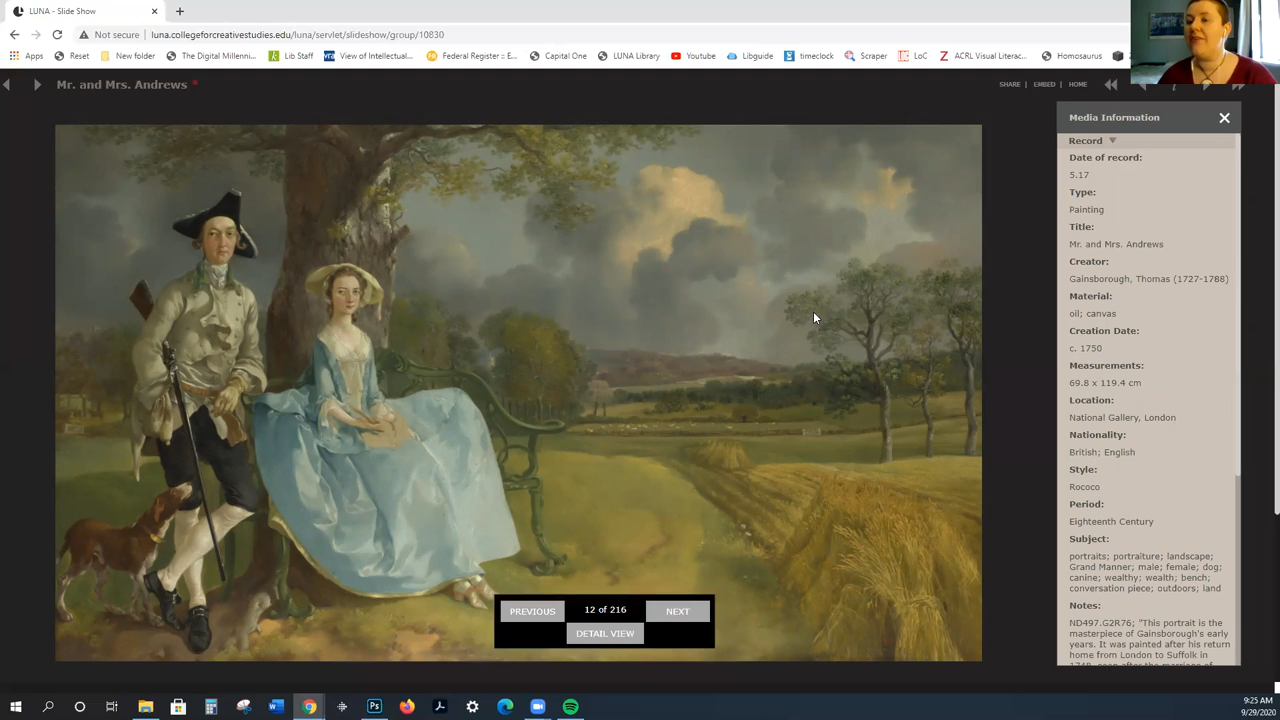 LUNA - Slide Show
Not secure | luna.collegeforcreativestudies.edu/luna/servlet/slideshow/group/10830
Apps Reset New folder The Digital Millenni... Lib Staff View of Intellectual... Federal Register :: E... Capital One LUNA Library Youtube Libguide timeclock Scraper LoC ACRL Visual Literac... Homosaurus
Mr. and Mrs. Andrews *
SHARE | EMBED | HOME
Media Information
Record
Date of record:
5.17
Type:
Painting
Title:
Mr. and Mrs. Andrews
Creator:
Gainsborough, Thomas (1727-1788)
Material:
oil; canvas
Creation Date:
c. 1750
Measurements:
69.8 x 119.4 cm
Location:
National Gallery, London
Nationality:
British; English
Style:
Rococo
Period:
Eighteenth Century
Subject:
portraits; portraiture; landscape;
Grand Manner; male; female; dog;
canine; wealthy; wealth; bench;
conversation piece; outdoors; land
Notes:
ND497.G2R76; "This portrait is the
masterpiece of Gainsborough's early
years. It was painted after his return
home from London to Suffolk in
1748, soon after the marriage of
PREVIOUS 12 of 216 NEXT
DETAIL VIEW
9:25 AM
9/29/2020